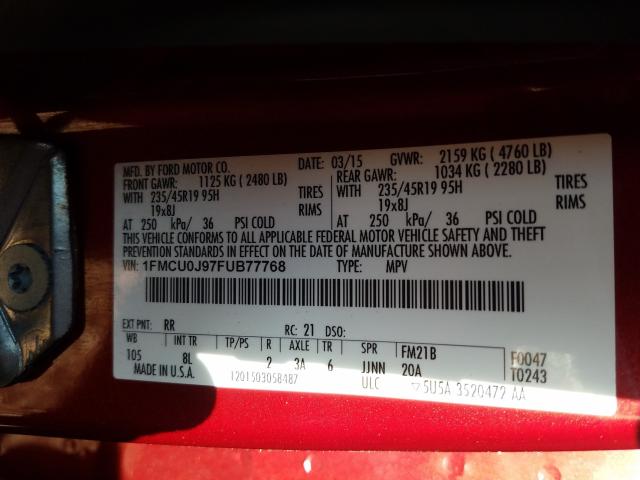 MFD. BY FORD MOTOR CO. DATE: 03/15 GVWR: 2159 KG ( 4760 LB)
FRONT GAWR: 1125 KG ( 2480 LB) REAR GAWR: 1034 KG ( 2280 LB)
WITH 235/45R19 95H TIRES WITH 235/45R19 95H TIRES
19x8J RIMS 19x8J RIMS
AT 250 kPa/ 36 PSI COLD AT 250 kPa/ 36 PSI COLD
THIS VEHICLE CONFORMS TO ALL APPLICABLE FEDERAL MOTOR VEHICLE SAFETY AND THEFT
PREVENTION STANDARDS IN EFFECT ON THE DATE OF MANUFACTURE SHOWN ABOVE.
VIN: 1FMCU0J97FUB77768 TYPE: MPV
EXT PNT: RR RC: 21 DSO:
WB INT TR TP/PS R AXLE TR SPR FM21B F0047
105 8L 2 3A 6 JJNN 20A T0243
MADE IN U.S.A. 1201503058487 ULC 5U5A 3520472 AA